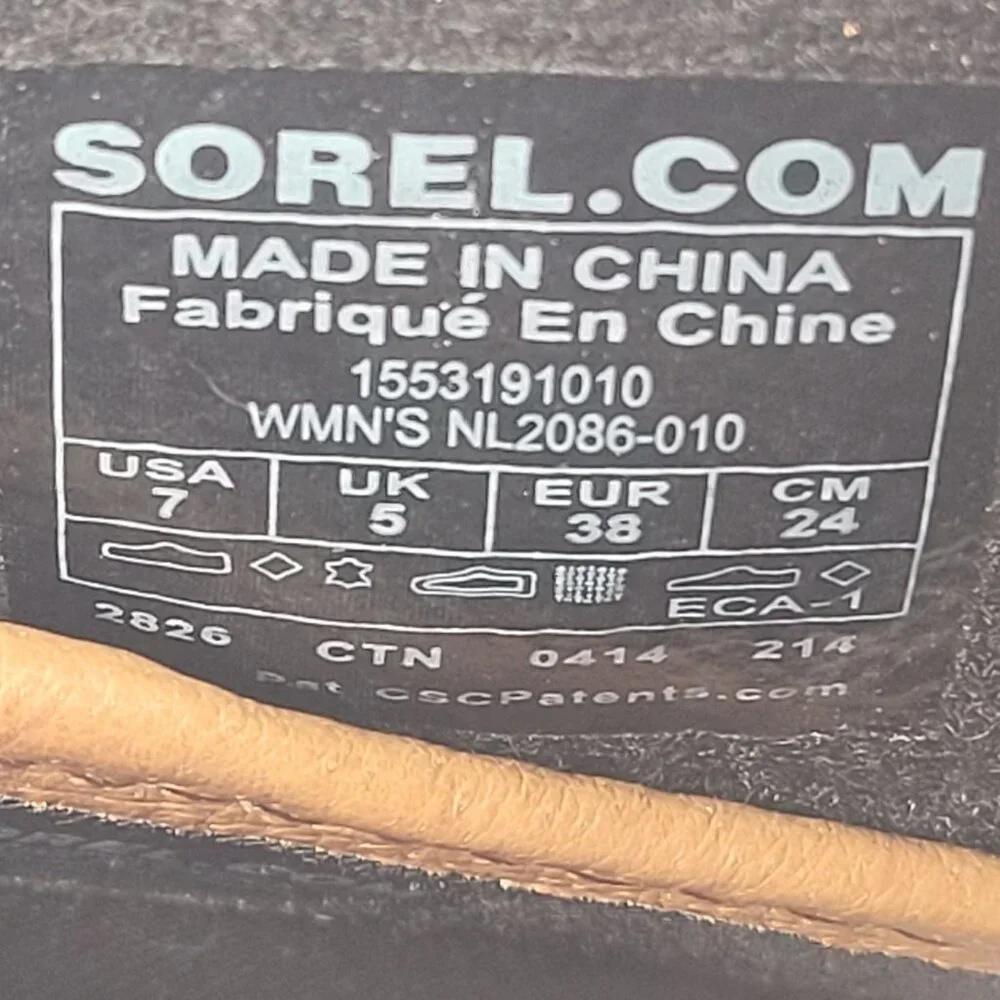 SOREL.COM
MADE IN CHINA
Fabriqué En Chine
1553191010
WMN'S NL2086-010
USA UK EUR CM
7 5 38 24
ECA-1
2826 CTN 0414 214
Pat CSCPatents.com